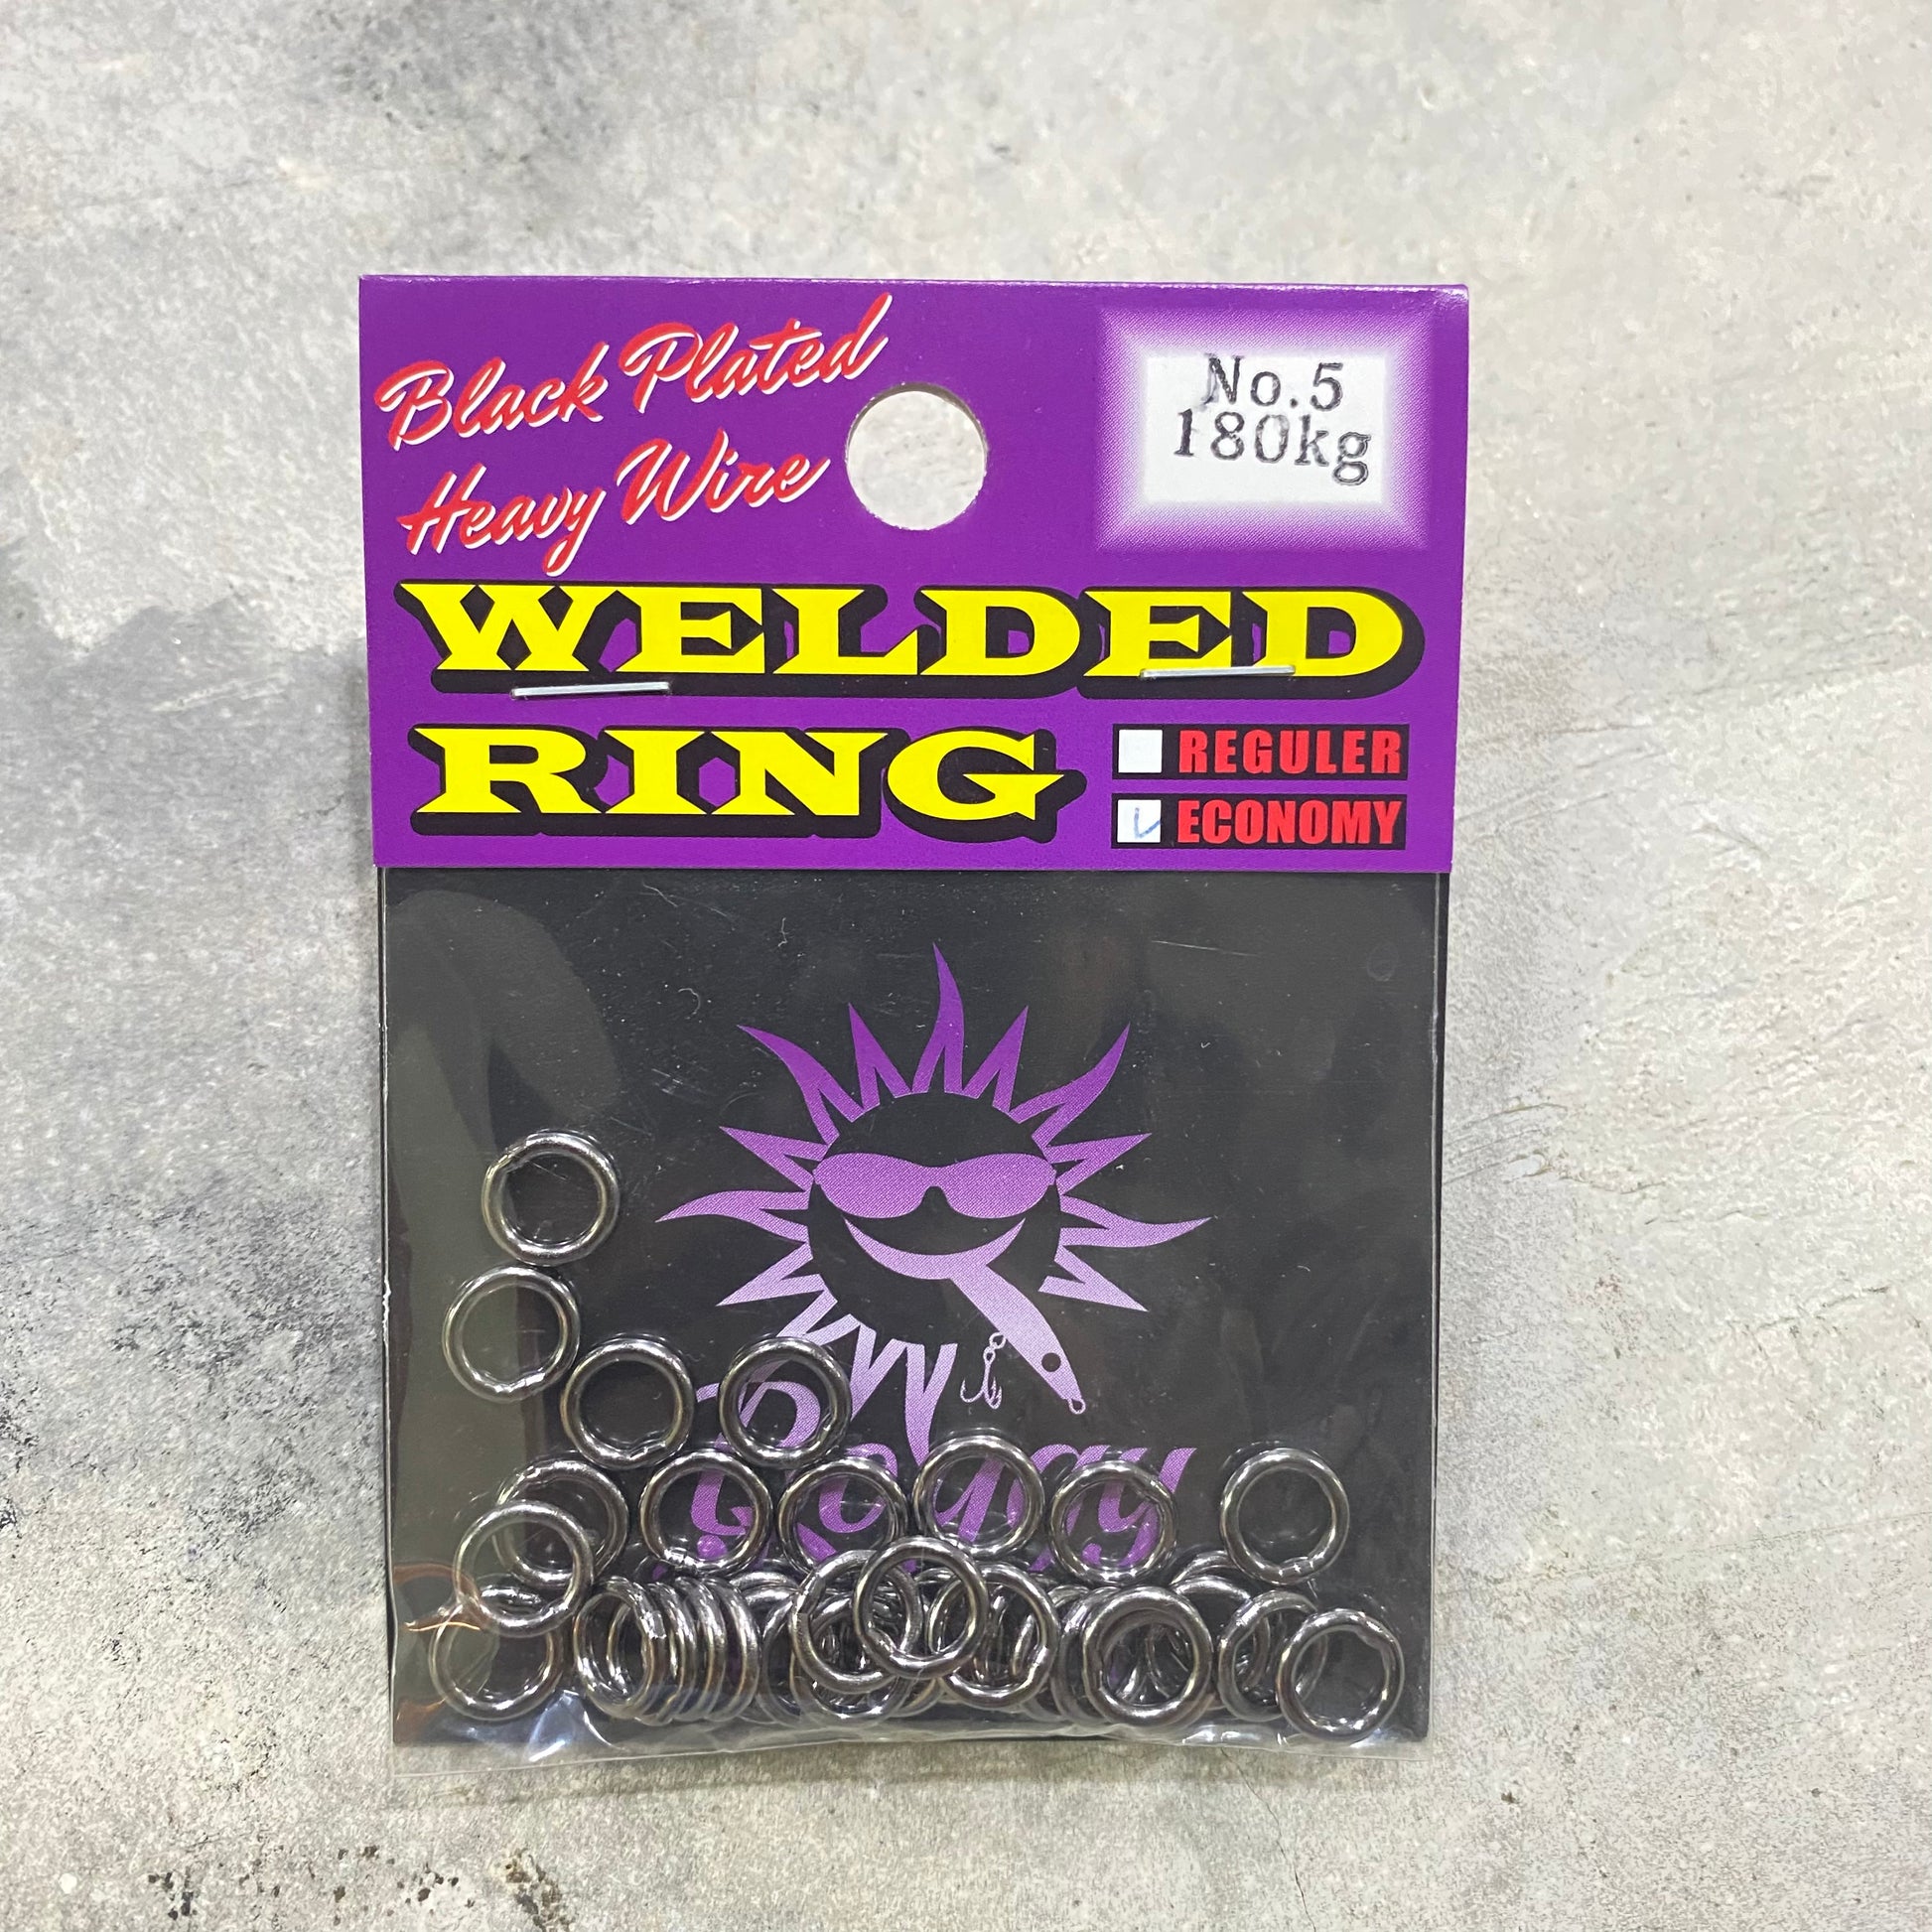 Black Plated
Heavy Wire
No.5
180kg
WELDED
RING
REGULER
ECONOMY